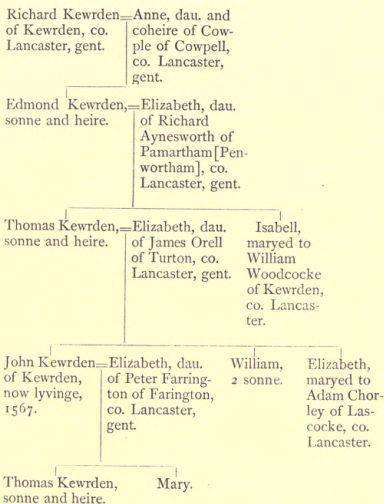 Richard Kewrden=Anne, dau. and
of Kewrden, co. coheire of Cow-
Lancaster, gent. ple of Cowpell,
co. Lancaster,
gent.
Edmond Kewrden,=Elizabeth, dau.
sonne and heire. of Richard
Aynesworth of
Pamartham [Pen-
wortham], co.
Lancaster, gent.
Thomas Kewrden,=Elizabeth, dau. Isabell,
sonne and heire. of James Orell maryed to
of Turton, co. William
Lancaster, gent. Woodcocke
of Kewrden,
co. Lancas-
ter.
John Kewrden=Elizabeth, dau. William, Elizabeth,
of Kewrden, of Peter Farring- 2 sonne. maryed to
now lyvinge, ton of Farington, Adam Chor-
1567. co. Lancaster, ley of Las-
gent. cocke, co.
Lancaster.
Thomas Kewrden, Mary.
sonne and heire.